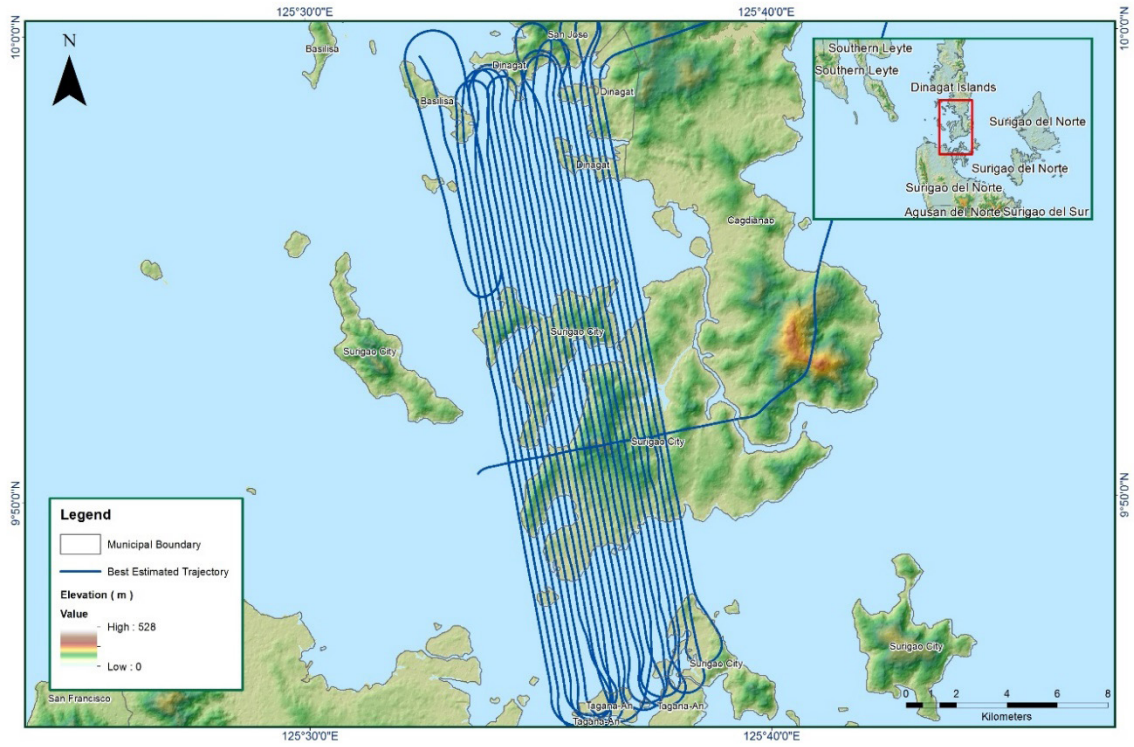 125°30'0"E
125°40'0"E
10°0'0"N
10°0'0"N
N
Basilisa
San Jose
Dinagat
Basilisa
Dinagat
Dinagat
Cagdianao
Surigao City
Surigao City
Surigao City
Surigao City
Surigao City
Tagana-An
Tagana-An
Tagana-An
San Francisco
Southern Leyte
Southern Leyte
Dinagat Islands
Surigao del Norte
Surigao del Norte
Surigao del Norte
Agusan del Norte
Surigao del Sur
9°50'0"N
9°50'0"N
Legend
Municipal Boundary
Best Estimated Trajectory
Elevation ( m )
Value
High : 528
Low : 0
0 1 2 4 6 8
Kilometers
125°30'0"E
125°40'0"E